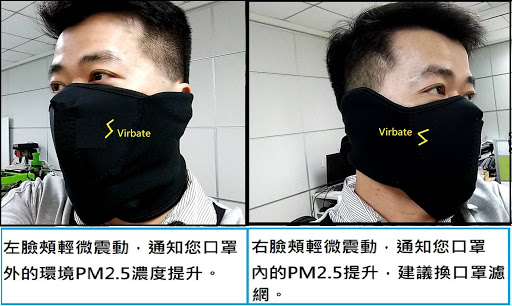 Virbate
Virbate
左臉頰輕微震動，通知您口罩
外的環境PM2.5濃度提升。
右臉頰輕微震動，通知您口罩
內的PM2.5提升，建議換口罩濾
網。